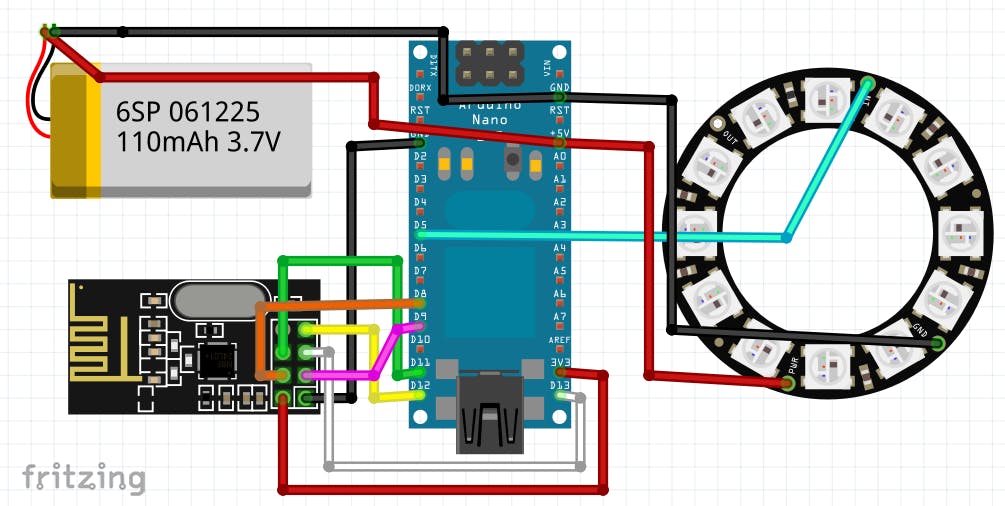 6SP 061225
110mAh 3.7V
D1TX
VIN
D0RX
GND
Arduino
RST
RST
Nano
GND
+5V
D2
A0
D3
A1
D4
A2
D5
A3
D6
A4
D7
A5
D8
A6
D9
A7
D10
AREF
D11
3V3
D12
D13
OUT
GND
PWR
fritzing